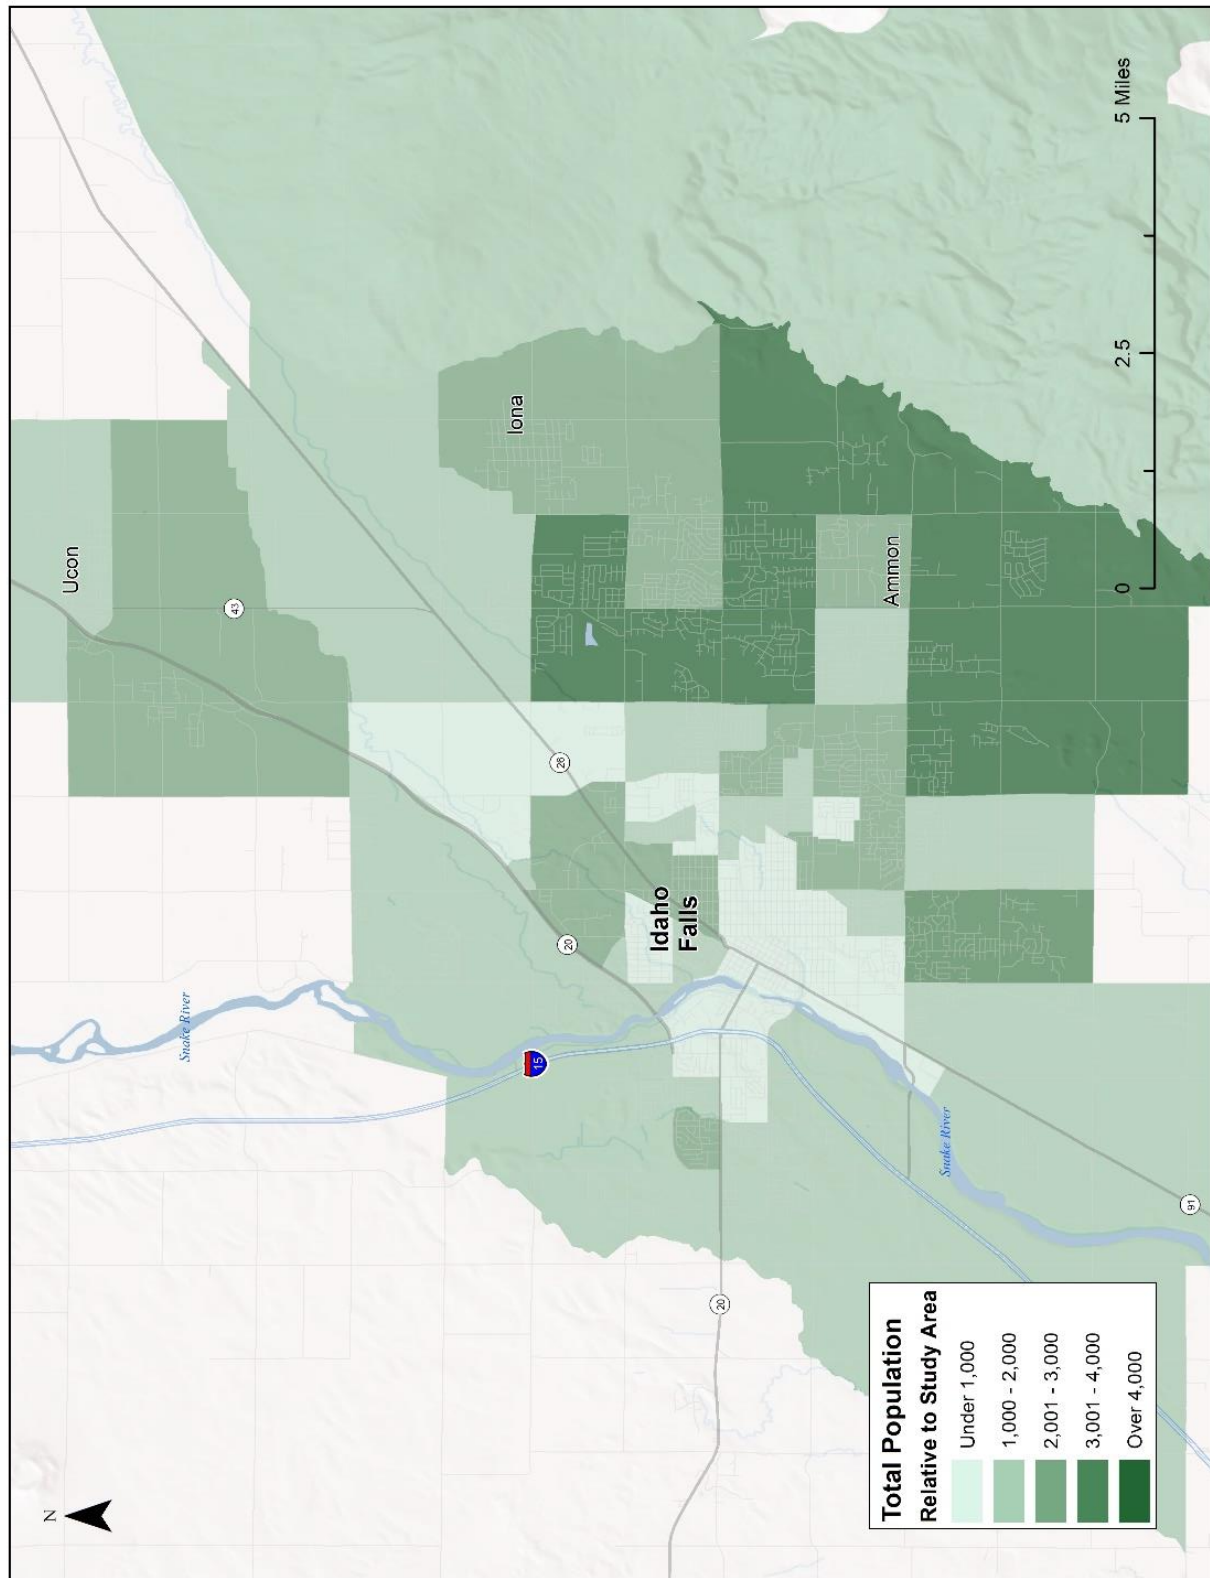 N
Ucon
43
Iona
26
20
Idaho
Falls
Ammon
Snake River
15
Snake River
20
91
0
2.5
5 Miles
Total Population
Relative to Study Area
Under 1,000
1,000 - 2,000
2,001 - 3,000
3,001 - 4,000
Over 4,000